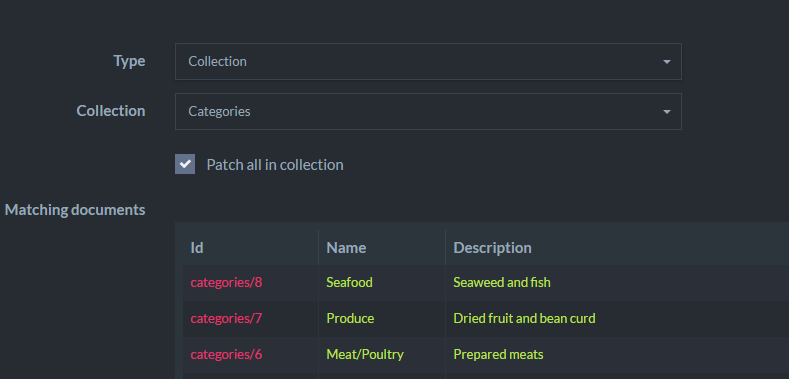 Type Collection
Collection Categories
Patch all in collection
Matching documents
Id Name Description
categories/8 Seafood Seaweed and fish
categories/7 Produce Dried fruit and bean curd
categories/6 Meat/Poultry Prepared meats